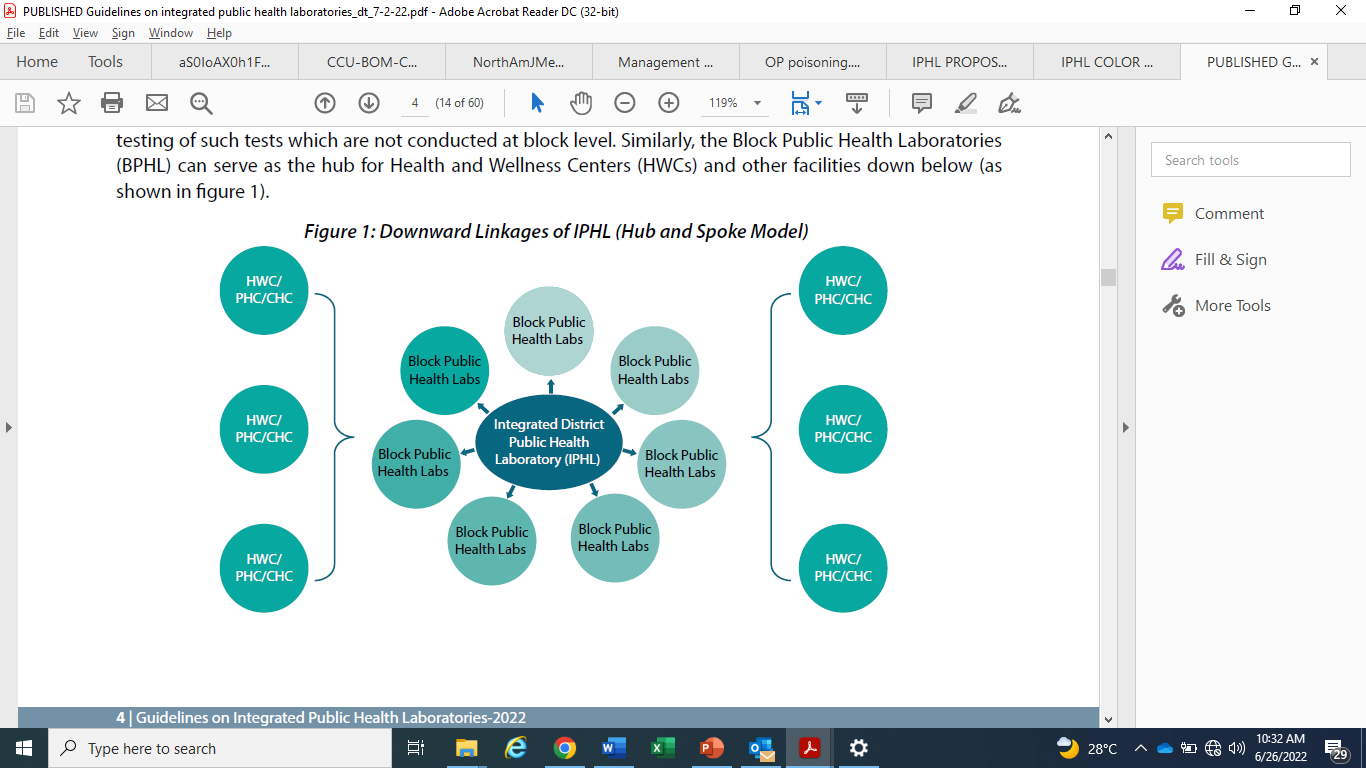 PUBLISHED Guidelines on integrated public health laboratories_dt_7-2-22.pdf - Adobe Acrobat Reader DC (32-bit)
File Edit View Sign Window Help
Home Tools aS0IoAX0h1F... CCU-BOM-C... NorthAmJMe... Management ... OP poisoning.... IPHL PROPOS... IPHL COLOR ... PUBLISHED G...
4 (14 of 60) 119%
testing of such tests which are not conducted at block level. Similarly, the Block Public Health Laboratories
(BPHL) can serve as the hub for Health and Wellness Centers (HWCs) and other facilities down below (as
shown in figure 1).
Figure 1: Downward Linkages of IPHL (Hub and Spoke Model)
HWC/
PHC/CHC
HWC/
PHC/CHC
HWC/
PHC/CHC
Block Public
Health Labs
Block Public
Health Labs
Block Public
Health Labs
Block Public
Health Labs
Integrated District
Public Health
Laboratory (IPHL)
Block Public
Health Labs
Block Public
Health Labs
Block Public
Health Labs
HWC/
PHC/CHC
HWC/
PHC/CHC
HWC/
PHC/CHC
4 | Guidelines on Integrated Public Health Laboratories-2022
Search tools
Comment
Fill & Sign
More Tools
Type here to search
28°C
10:32 AM
6/26/2022
29